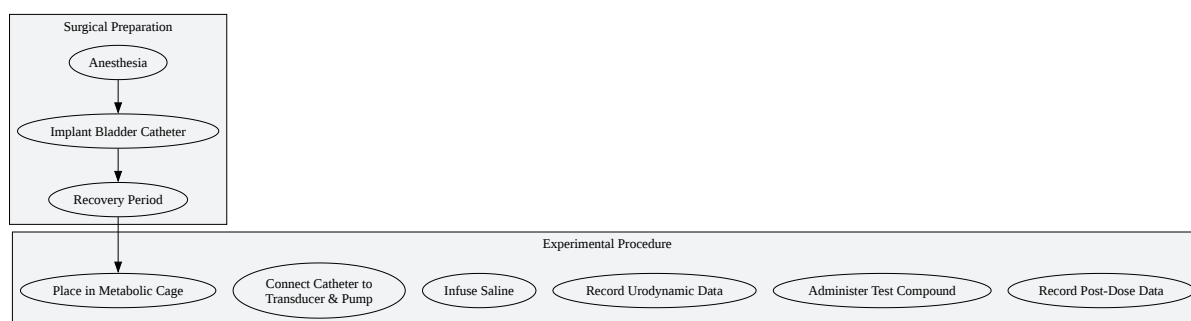 Surgical Preparation
Anesthesia
Implant Bladder Catheter
Recovery Period
Experimental Procedure
Place in Metabolic Cage
Connect Catheter to
Transducer & Pump
Infuse Saline
Record Urodynamic Data
Administer Test Compound
Record Post-Dose Data